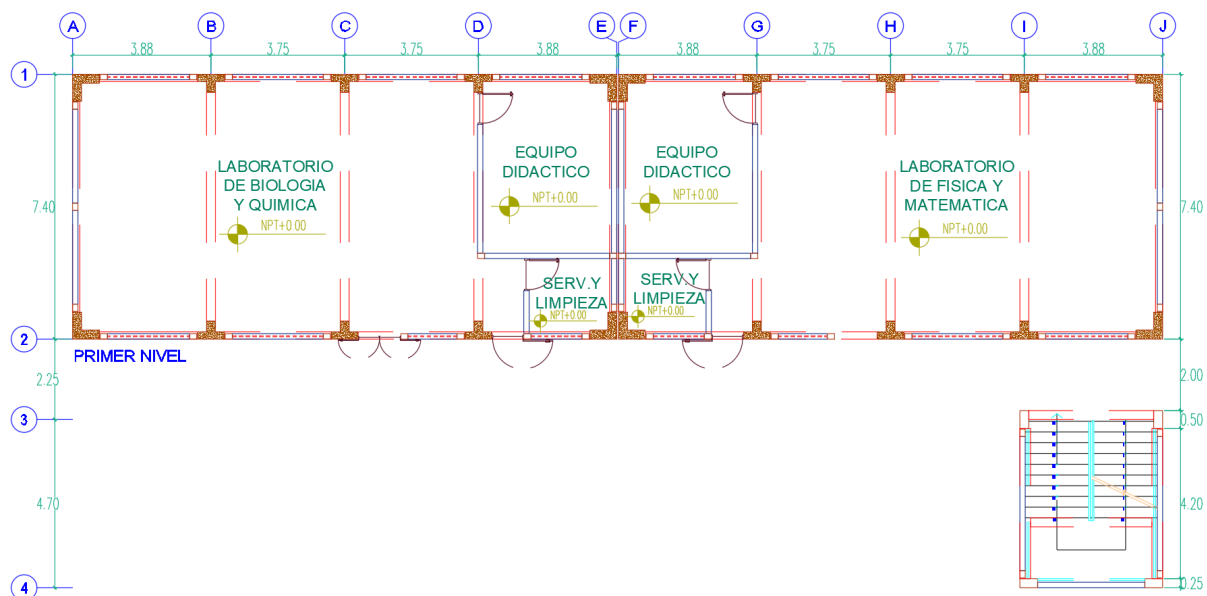 A B C D E F G H I J
3.88 3.75 3.75 3.88 3.88 3.75 3.75 3.88
1
EQUIPO
DIDACTICO
EQUIPO
DIDACTICO
LABORATORIO
DE BIOLOGIA
Y QUIMICA
LABORATORIO
DE FISICA Y
MATEMATICA
NPT+0.00
NPT+0.00
NPT+0.00
NPT+0.00
7.40
7.40
SERV.Y
LIMPIEZA
SERV.Y
LIMPIEZA
NPT+0.00
NPT+0.00
2
PRIMER NIVEL
2.25
2.00
3
0.50
4.70
4.20
4
0.25